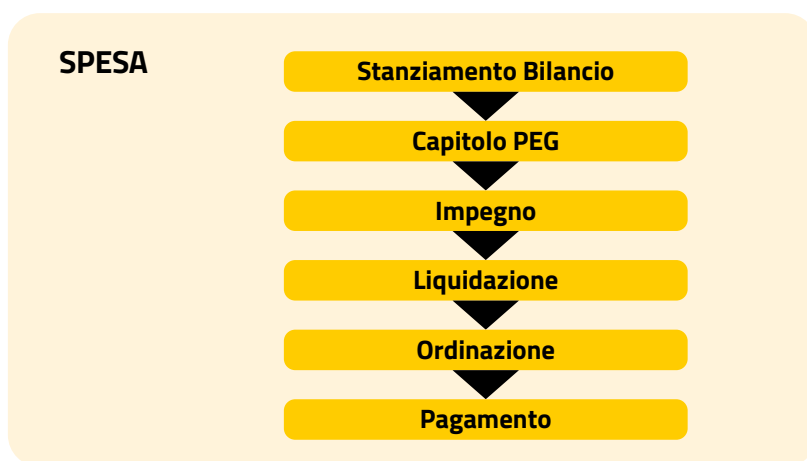 SPESA
Stanziamento Bilancio
Capitolo PEG
Impegno
Liquidazione
Ordinazione
Pagamento